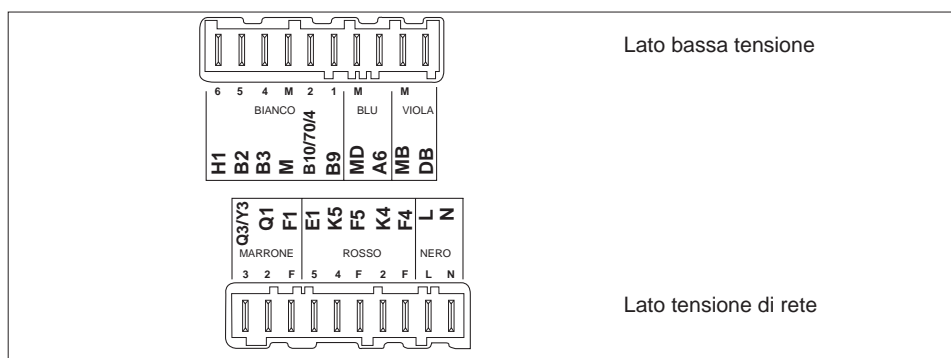 Lato bassa tensione
6 5 4 M 2 1 M M
BIANCO BLU VIOLA
H1 B2 B3 M B10/70/4 B9 MD A6 MB DB
Q3/Y3 Q1 F1 E1 K5 F5 K4 F4 L N
MARRONE ROSSO NERO
3 2 F 5 4 F 2 F L N
Lato tensione di rete